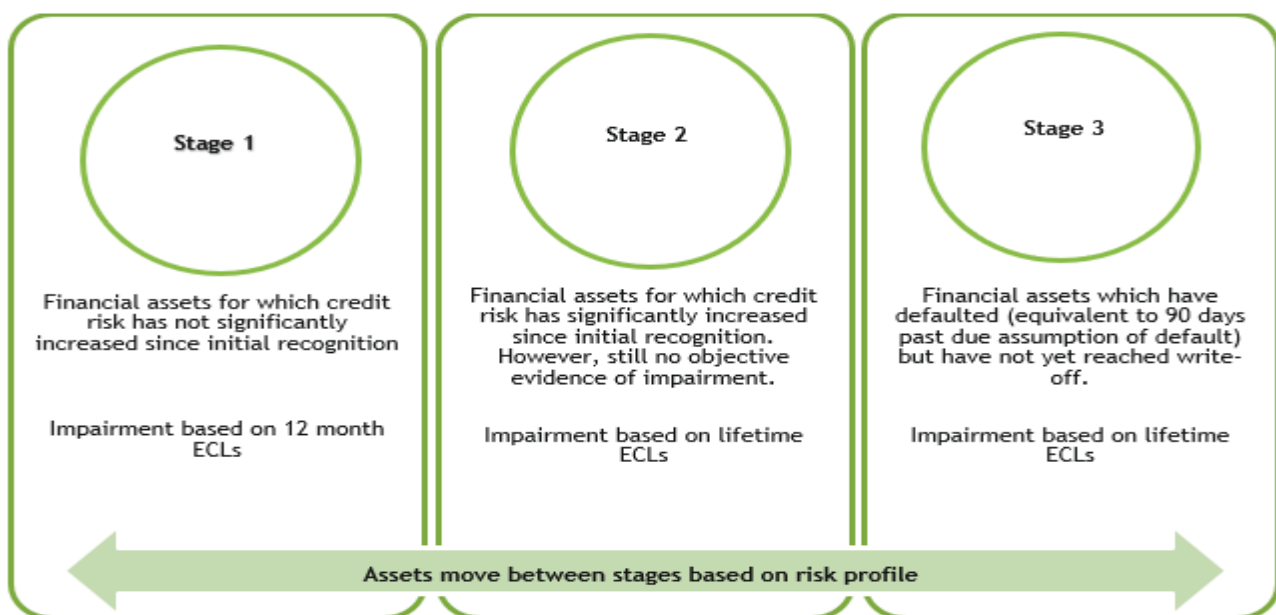 Stage 1
Financial assets for which credit
risk has not significantly
increased since initial recognition
Impairment based on 12 month
ECLs
Stage 2
Financial assets for which credit
risk has significantly increased
since initial recognition.
However, still no objective
evidence of impairment.
Impairment based on lifetime
ECLs
Stage 3
Financial assets which have
defaulted (equivalent to 90 days
past due assumption of default)
but have not yet reached write-
off.
Impairment based on lifetime
ECLs
Assets move between stages based on risk profile